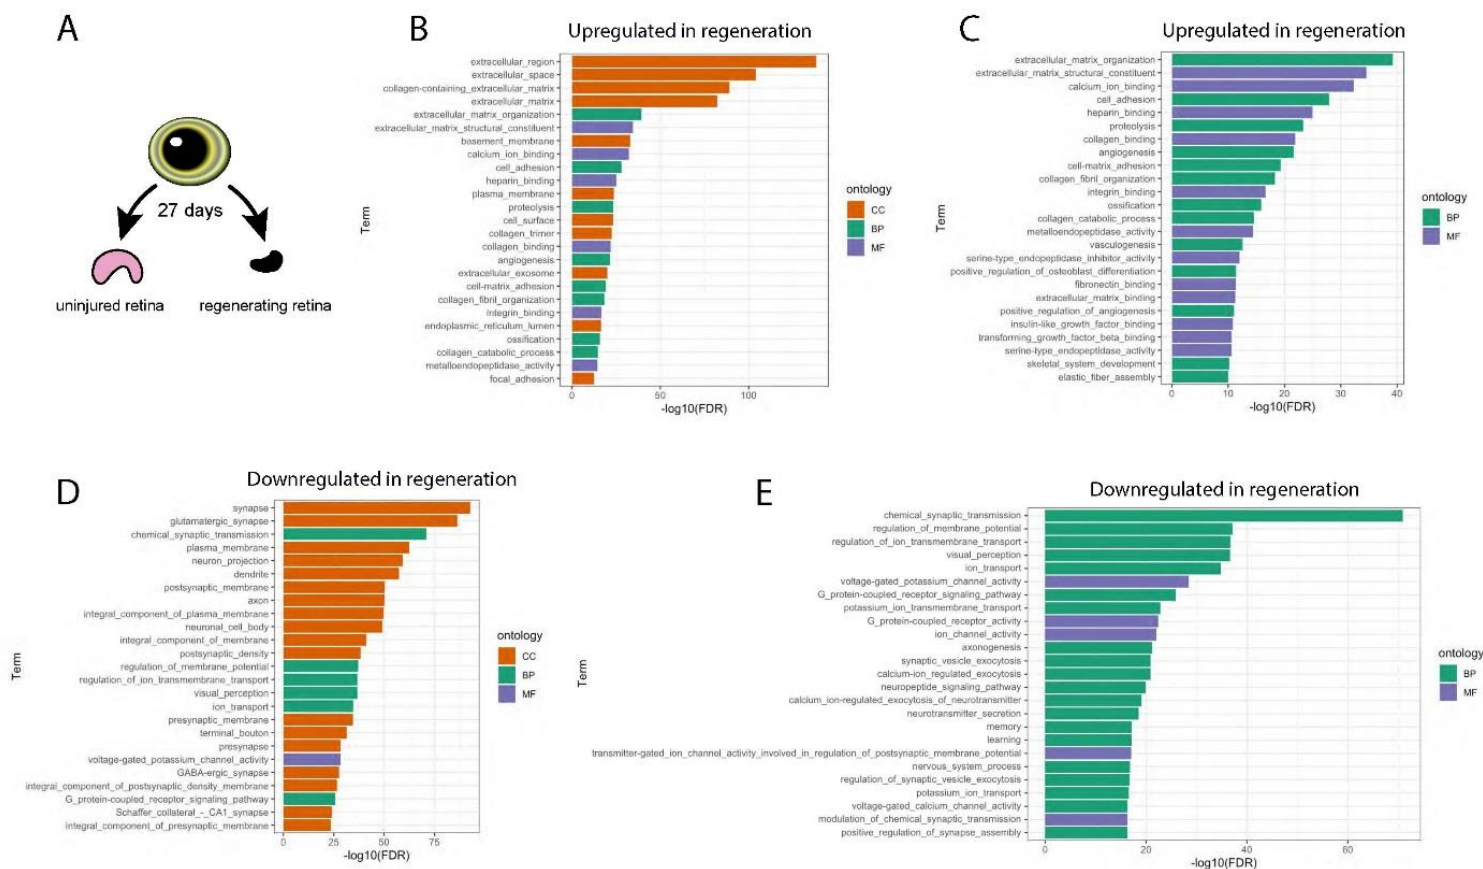 A
27 days
uninjured retina
regenerating retina
B
Upregulated in regeneration
Term
extracellular_region
extracellular_space
collagen-containing_extracellular_matrix
extracellular_matrix
extracellular_matrix_organization
extracellular_matrix_structural_constituent
basement_membrane
calcium_ion_binding
cell_adhesion
heparin_binding
plasma_membrane
proteolysis
cell_surface
collagen_trimer
collagen_binding
angiogenesis
extracellular_exosome
cell-matrix_adhesion
collagen_fibril_organization
integrin_binding
endoplasmic_reticulum_lumen
ossification
collagen_catabolic_process
metalloendopeptidase_activity
focal_adhesion
0 50 100
-log10(FDR)
ontology
CC
BP
MF
C
Upregulated in regeneration
Term
extracellular_matrix_organization
extracellular_matrix_structural_constituent
calcium_ion_binding
cell_adhesion
heparin_binding
proteolysis
collagen_binding
angiogenesis
cell-matrix_adhesion
collagen_fibril_organization
integrin_binding
ossification
collagen_catabolic_process
metalloendopeptidase_activity
vasculogenesis
serine-type_endopeptidase_inhibitor_activity
positive_regulation_of_osteoblast_differentiation
fibronectin_binding
extracellular_matrix_binding
positive_regulation_of_angiogenesis
insulin-like_growth_factor_binding
transforming_growth_factor_beta_binding
serine-type_endopeptidase_activity
skeletal_system_development
elastic_fiber_assembly
0 10 20 30 40
-log10(FDR)
ontology
BP
MF
D
Downregulated in regeneration
Term
synapse
glutamatergic_synapse
chemical_synaptic_transmission
plasma_membrane
neuron_projection
dendrite
postsynaptic_membrane
axon
integral_component_of_plasma_membrane
neuronal_cell_body
integral_component_of_membrane
postsynaptic_density
regulation_of_membrane_potential
regulation_of_ion_transmembrane_transport
visual_perception
ion_transport
presynaptic_membrane
terminal_bouton
presynapse
voltage-gated_potassium_channel_activity
GABA-ergic_synapse
integral_component_of_postsynaptic_density_membrane
G_protein-coupled_receptor_signaling_pathway
Schaffer_collateral_-_CA1_synapse
integral_component_of_presynaptic_membrane
0 25 50 75
-log10(FDR)
ontology
CC
BP
MF
E
Downregulated in regeneration
Term
chemical_synaptic_transmission
regulation_of_membrane_potential
regulation_of_ion_transmembrane_transport
visual_perception
ion_transport
voltage-gated_potassium_channel_activity
G_protein-coupled_receptor_signaling_pathway
potassium_ion_transmembrane_transport
G_protein-coupled_receptor_activity
ion_channel_activity
axonogenesis
synaptic_vesicle_exocytosis
calcium-ion_regulated_exocytosis
neuropeptide_signaling_pathway
calcium_ion-regulated_exocytosis_of_neurotransmitter
neurotransmitter_secretion
memory
learning
transmitter-gated_ion_channel_activity_involved_in_regulation_of_postsynaptic_membrane_potential
nervous_system_process
regulation_of_synaptic_vesicle_exocytosis
potassium_ion_transport
voltage-gated_calcium_channel_activity
modulation_of_chemical_synaptic_transmission
positive_regulation_of_synapse_assembly
0 20 40 60
-log10(FDR)
ontology
BP
MF